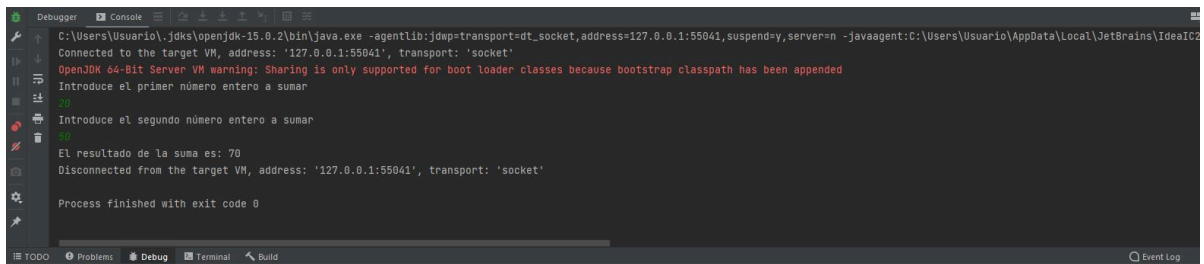 Debugger Console
C:\Users\Usuario\.jdks\openjdk-15.0.2\bin\java.exe -agentlib:jdwp=transport=dt_socket,address=127.0.0.1:55041,suspend=y,server=n -javaagent:C:\Users\Usuario\AppData\Local\JetBrains\IdeaIC2
Connected to the target VM, address: '127.0.0.1:55041', transport: 'socket'
OpenJDK 64-Bit Server VM warning: Sharing is only supported for boot loader classes because bootstrap classpath has been appended
Introduce el primer número entero a sumar
20
Introduce el segundo número entero a sumar
50
El resultado de la suma es: 70
Disconnected from the target VM, address: '127.0.0.1:55041', transport: 'socket'
Process finished with exit code 0
TODO Problems Debug Terminal Build Event Log